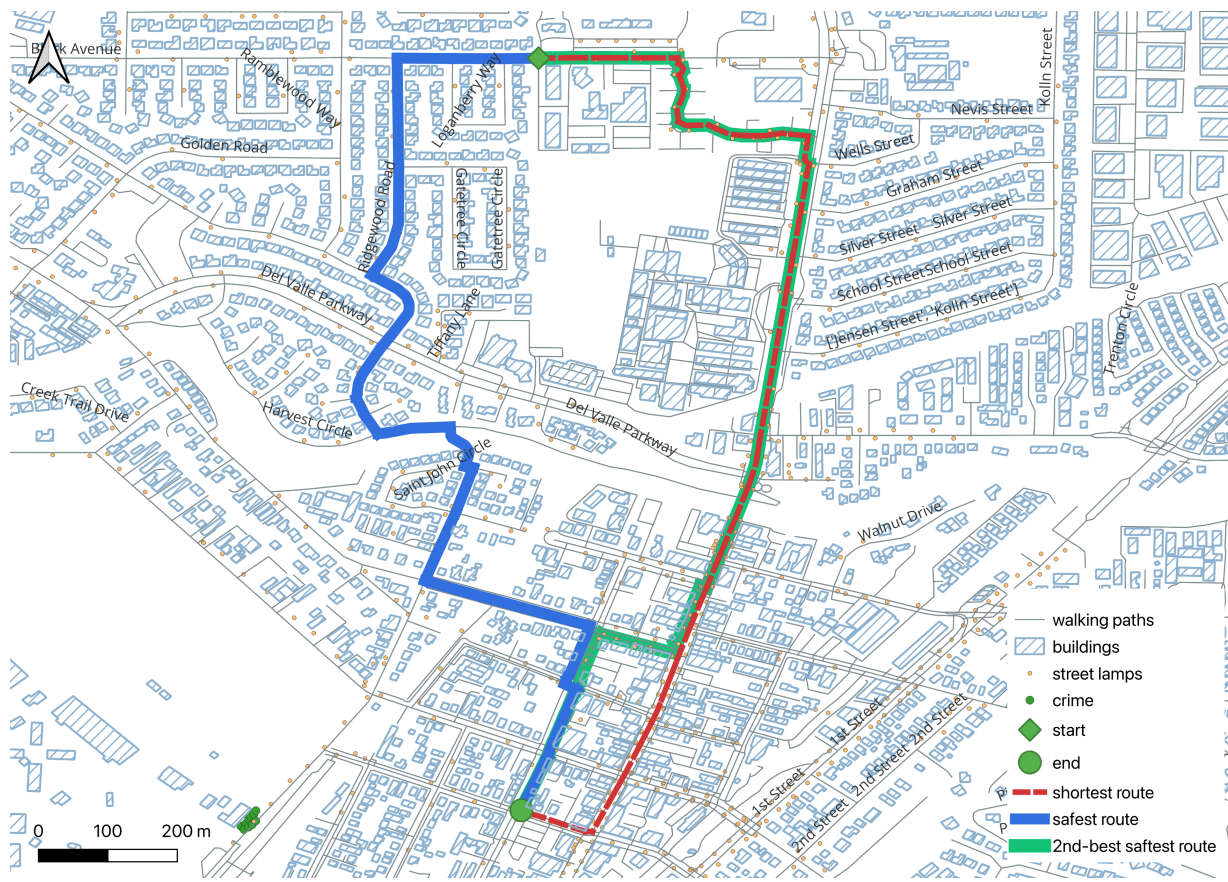 Black Avenue
Ramblewood Way
Loganberry Way
Kolln Street
Nevis Street
Golden Road
Wells Street
Graham Street
Ridgewood Road
Gatetree Circle
Gatetree Circle
Silver Street
Silver Street
School Street
School Street
Del Valle Parkway
['Jensen Street', 'Kolln Street']
Tiffany Lane
Trenton Circle
Creek Trail Drive
Harvest Circle
Del Valle Parkway
Saint John Circle
Walnut Drive
walking paths
buildings
street lamps
crime
start
end
shortest route
safest route
2nd-best saftest route
1st Street
2nd Street
2nd Street
1st Street
2nd Street
0 100 200 m